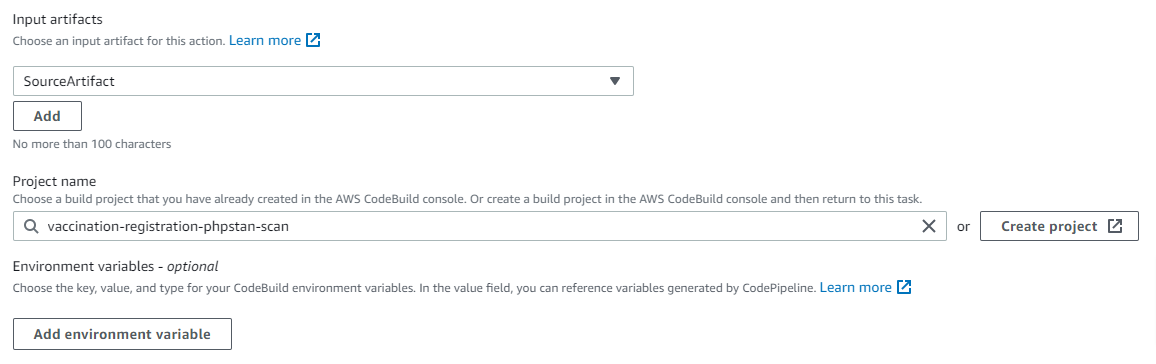 Input artifacts
Choose an input artifact for this action. Learn more
SourceArtifact
Add
No more than 100 characters
Project name
Choose a build project that you have already created in the AWS CodeBuild console. Or create a build project in the AWS CodeBuild console and then return to this task.
vaccination-registration-phpstan-scan or Create project
Environment variables - optional
Choose the key, value, and type for your CodeBuild environment variables. In the value field, you can reference variables generated by CodePipeline. Learn more
Add environment variable